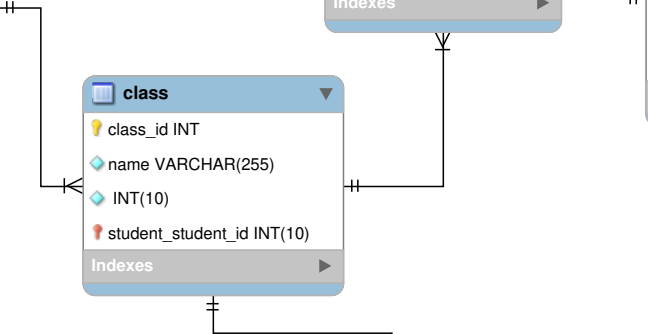 Indexes
class
class_id INT
name VARCHAR(255)
INT(10)
student_student_id INT(10)
Indexes